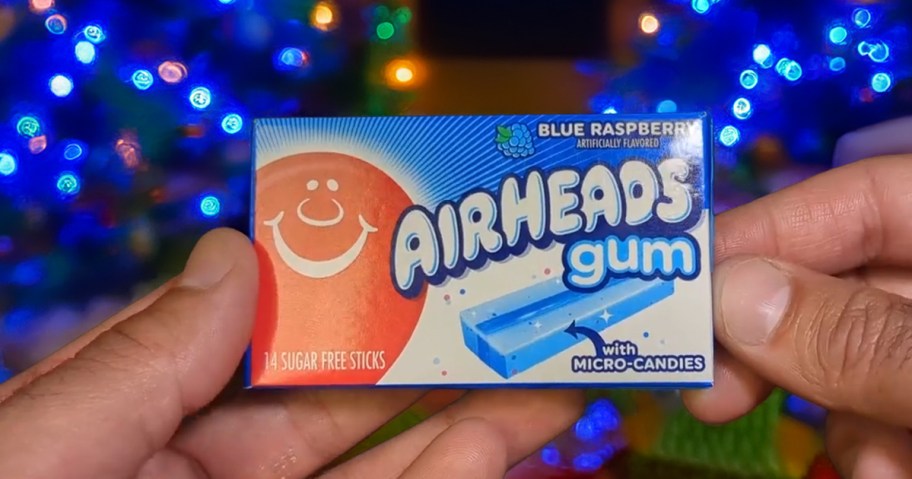 BLUE RASPBERRY
ARTIFICIALLY FLAVORED
AIRHEADS
gum
with
MICRO-CANDIES
14 SUGAR FREE STICKS